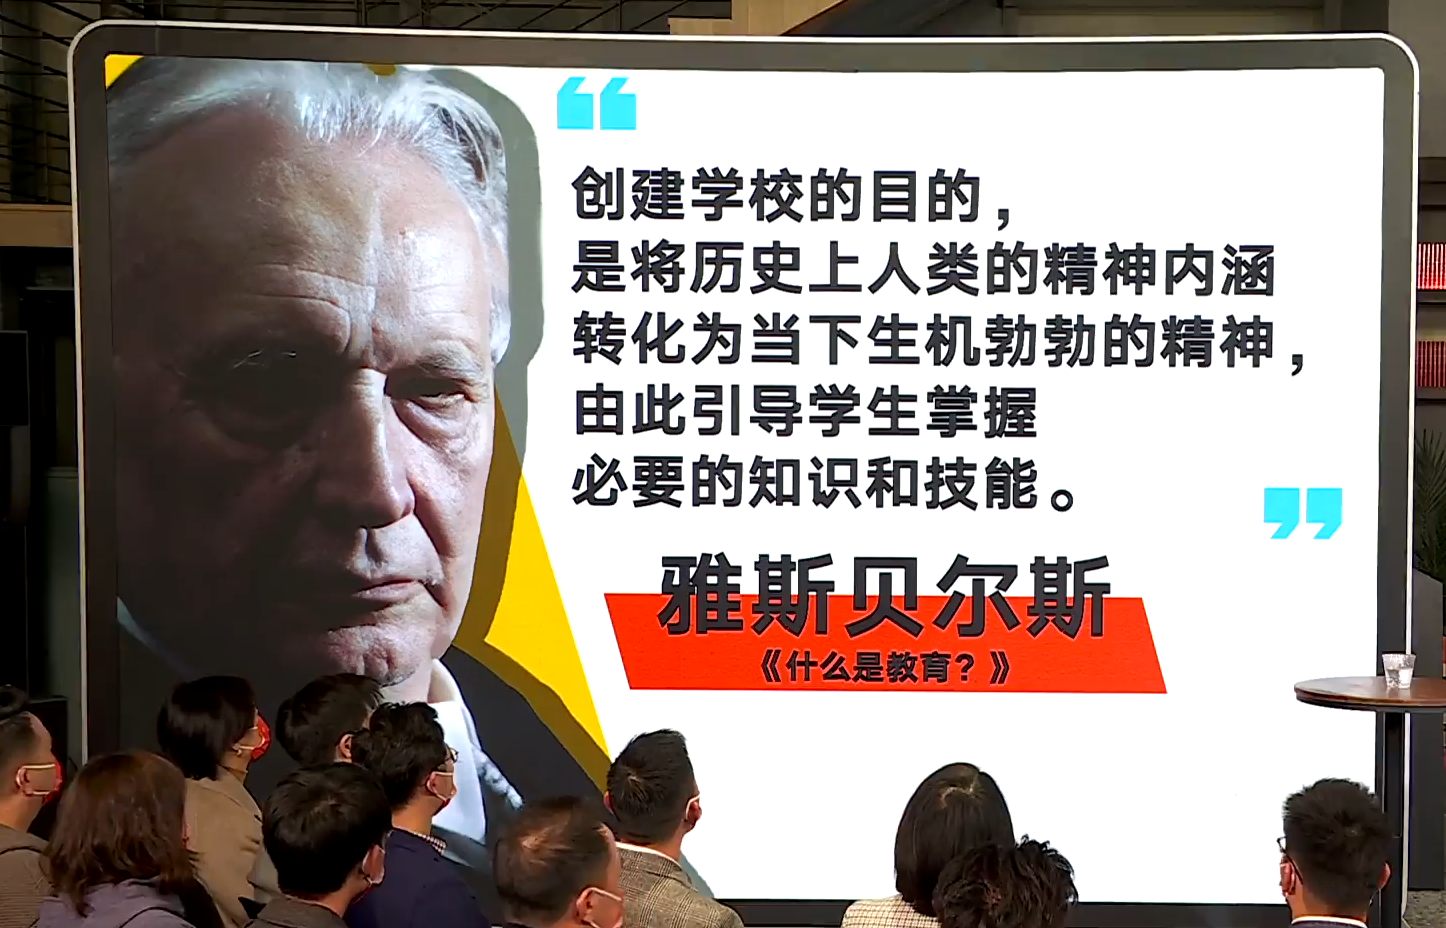 “
创建学校的目的，
是将历史上人类的精神内涵
转化为当下生机勃勃的精神，
由此引导学生掌握
必要的知识和技能。
”
雅斯贝尔斯
《什么是教育？》